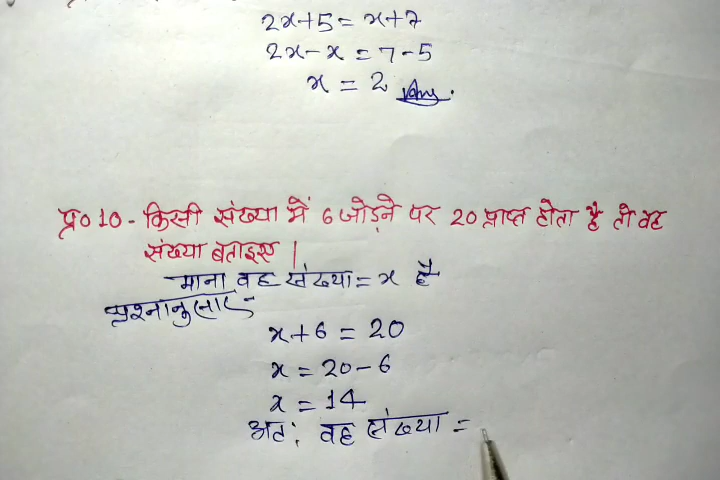 2x+5=x+7
2x-x=7-5
x=2 Ans.
प्र० 10- किसी संख्या में 6 जोड़ने पर 20 प्राप्त होता है तो वह
संख्या बताइए।
माना वह संख्या = x है
प्रश्नानुसार-
x+6=20
x=20-6
x=14
अतः वह संख्या =